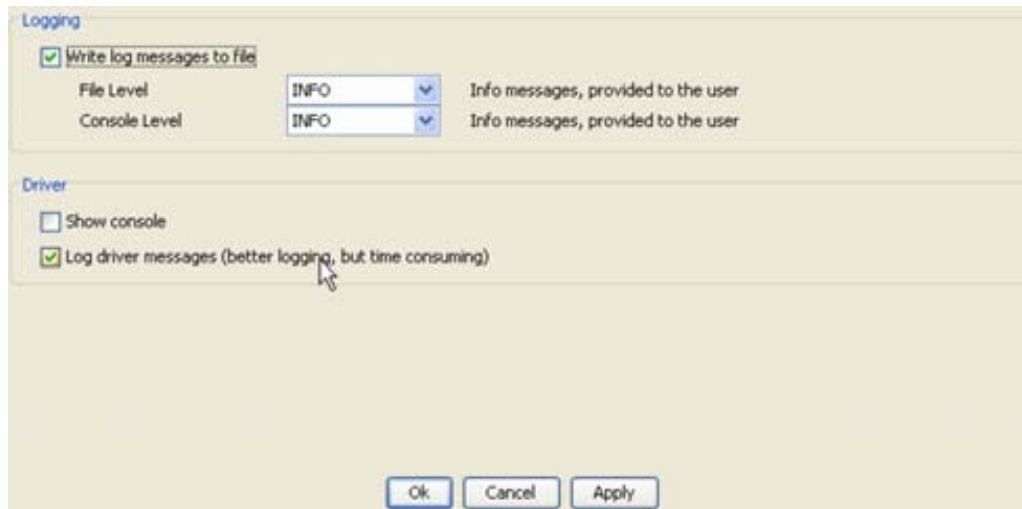 Logging
Write log messages to file
File Level INFO Info messages, provided to the user
Console Level INFO Info messages, provided to the user
Driver
Show console
Log driver messages (better logging, but time consuming)
Ok Cancel Apply